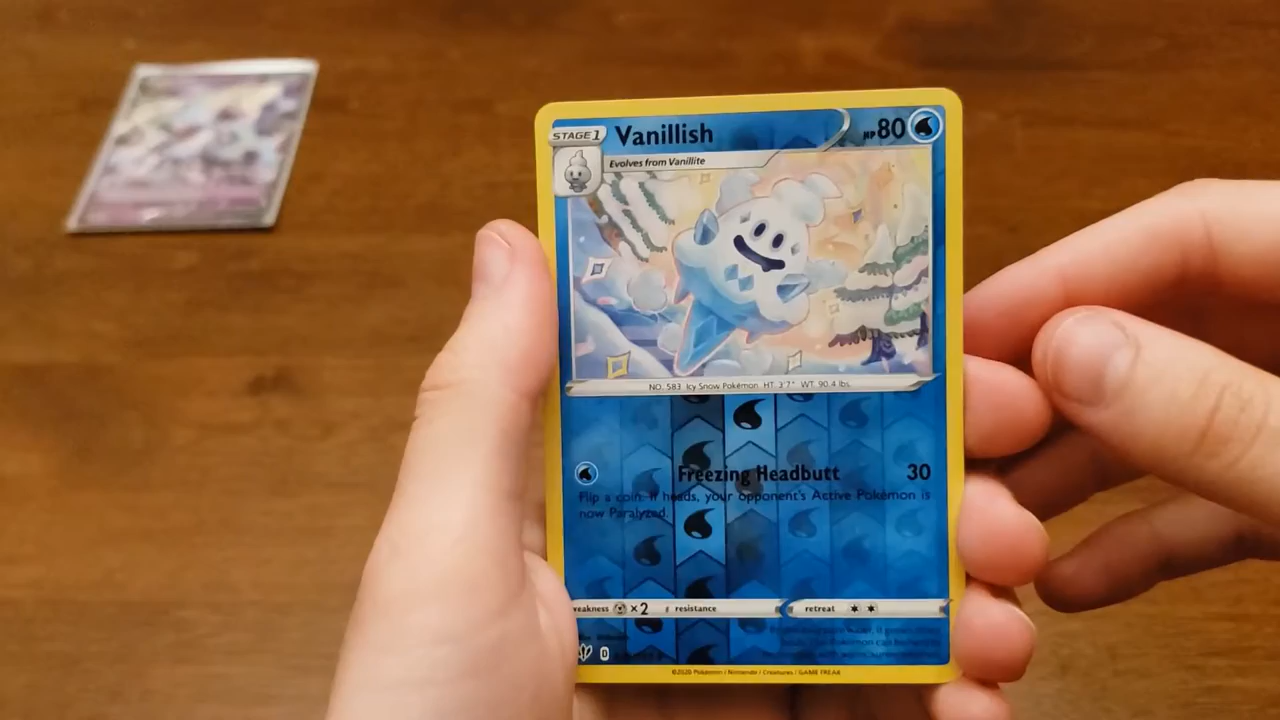 STAGE 1 Vanillish HP 80
Evolves from Vanillite
NO. 583 Icy Snow Pokémon HT. 3'7" WT. 90.4 lbs.
Freezing Headbutt 30
Flip a coin. If heads, your opponent's Active Pokémon is
now Paralyzed.
weakness ×2 resistance retreat
D
©2020 Pokémon / Nintendo / Creatures / GAME FREAK